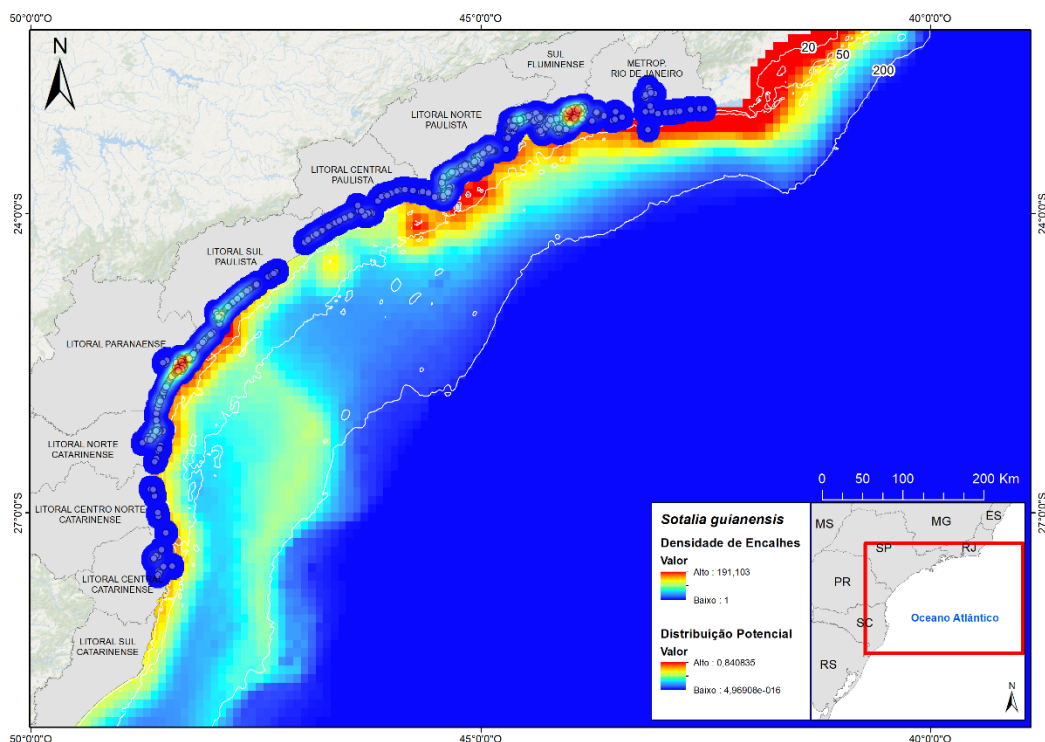 50°0'0"O
45°0'0"O
40°0'0"O
N
20
50
200
SUL
FLUMINENSE
METROP.
RIO DE JANEIRO
LITORAL NORTE
PAULISTA
LITORAL CENTRAL
PAULISTA
24°0'0"S
24°0'0"S
LITORAL SUL
PAULISTA
LITORAL PARANAENSE
LITORAL NORTE
CATARINENSE
LITORAL CENTRO NORTE
CATARINENSE
LITORAL CENTRAL
CATARINENSE
LITORAL SUL
CATARINENSE
27°0'0"S
27°0'0"S
0 50 100 200 Km
Sotalia guianensis
Densidade de Encalhes
Valor
Alto : 191,103
Baixo : 1
Distribuição Potencial
Valor
Alto : 0,840835
Baixo : 4,96908e-016
MS
MG
ES
SP
RJ
PR
SC
RS
Oceano Atlântico
N
50°0'0"O
45°0'0"O
40°0'0"O